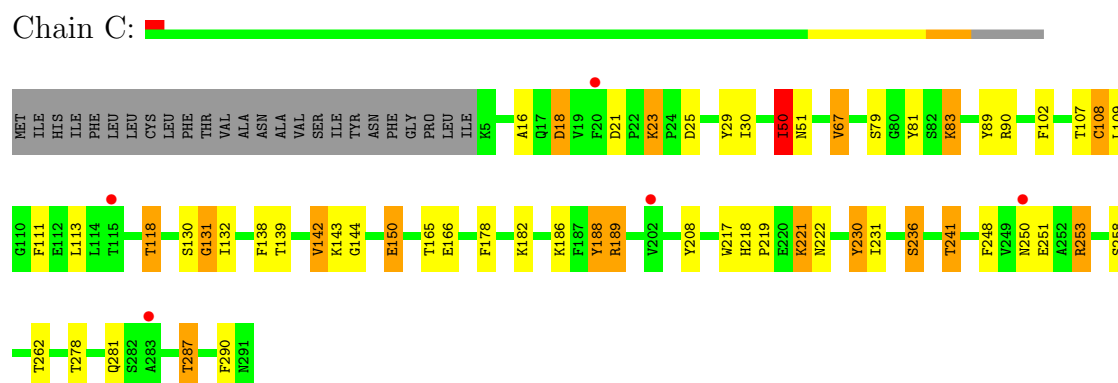 Chain C:
MET ILE HIS ILE PHE LEU LEU CYS LEU PHE THR VAL ALA ASN ALA VAL SER ILE TYR ASN PHE GLY PRO LEU ILE K5 A16 Q17 D18 V19 F20 D21 P22 K23 P24 D25 Y29 I30 I50 N51 V67 S79 G80 Y81 S82 K83 Y89 R90 F102 T107 C108 L109
G110 F111 E112 L113 L114 T115 T118 S130 G131 I132 F138 T139 V142 K143 G144 E150 T165 E166 F178 K182 K186 F187 Y188 R189 V202 Y208 W217 H218 P219 E220 K221 N222 Y230 I231 S236 T241 F248 V249 N250 E251 A252 R253 S258
T262 T278 Q281 S282 A283 T287 F290 N291